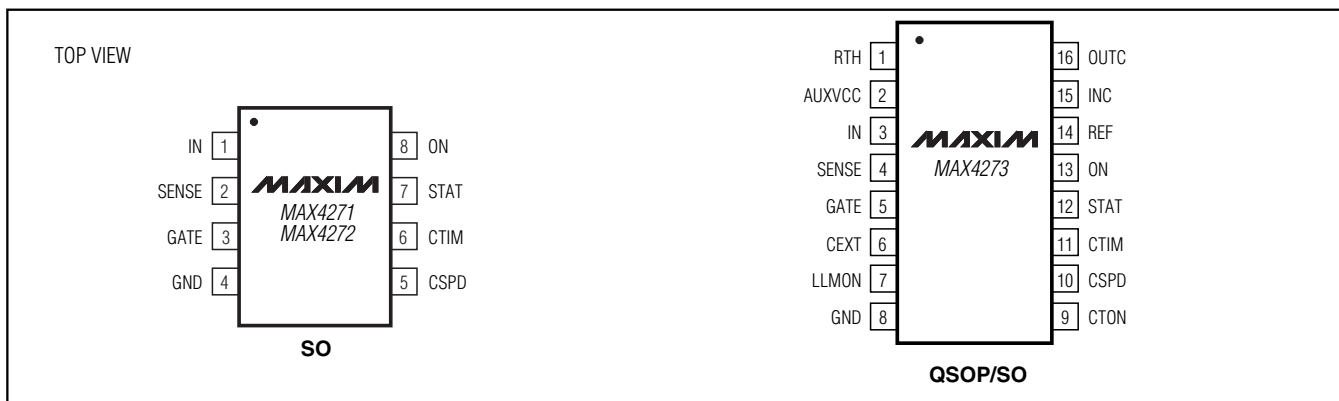 TOP VIEW
IN 1
SENSE 2
GATE 3
GND 4
MAXIM
MAX4271
MAX4272
8 ON
7 STAT
6 CTIM
5 CSPD
SO
RTH 1
AUXVCC 2
IN 3
SENSE 4
GATE 5
CEXT 6
LLMON 7
GND 8
MAXIM
MAX4273
16 OUTC
15 INC
14 REF
13 ON
12 STAT
11 CTIM
10 CSPD
9 CTON
QSOP/SO